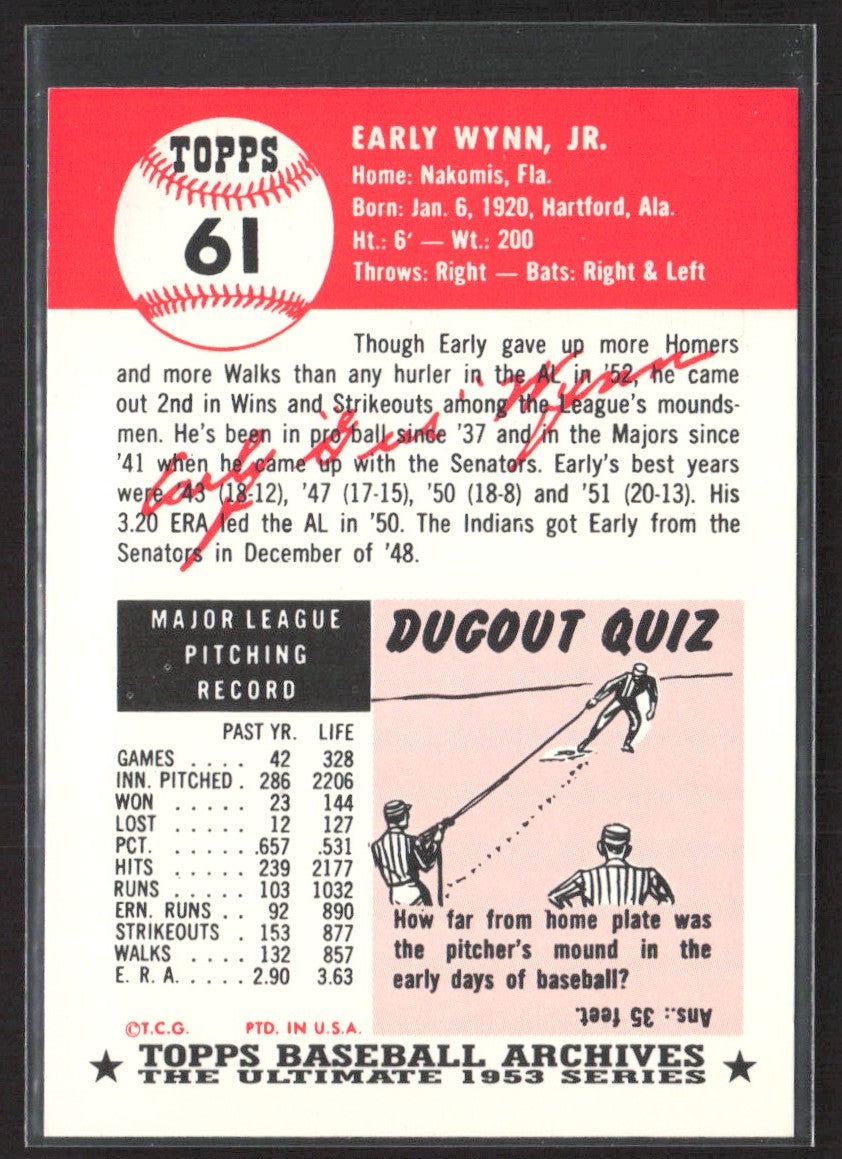 TOPPS
61
EARLY WYNN, JR.
Home: Nakomis, Fla.
Born: Jan. 6, 1920, Hartford, Ala.
Ht.: 6' — Wt.: 200
Throws: Right — Bats: Right & Left
Though Early gave up more Homers
and more Walks than any hurler in the AL in '52, he came
out 2nd in Wins and Strikeouts among the League's mounds-
men. He's been in pro ball since '37 and in the Majors since
'41 when he came up with the Senators. Early's best years
were '43 (18-12), '47 (17-15), '50 (18-8) and '51 (20-13). His
3.20 ERA led the AL in '50. The Indians got Early from the
Senators in December of '48.
Early "Gus" Wynn
MAJOR LEAGUE
PITCHING
RECORD
PAST YR. LIFE
GAMES .... 42 328
INN. PITCHED . 286 2206
WON ..... 23 144
LOST ..... 12 127
PCT. ...... .657 .531
HITS ..... 239 2177
RUNS ..... 103 1032
ERN. RUNS .. 92 890
STRIKEOUTS . 153 877
WALKS .... 132 857
E. R. A. ..... 2.90 3.63
DUGOUT QUIZ
How far from home plate was
the pitcher's mound in the
early days of baseball?
Ans.: 35 feet.
©T.C.G. PTD. IN U.S.A.
★ TOPPS BASEBALL ARCHIVES ★
THE ULTIMATE 1953 SERIES